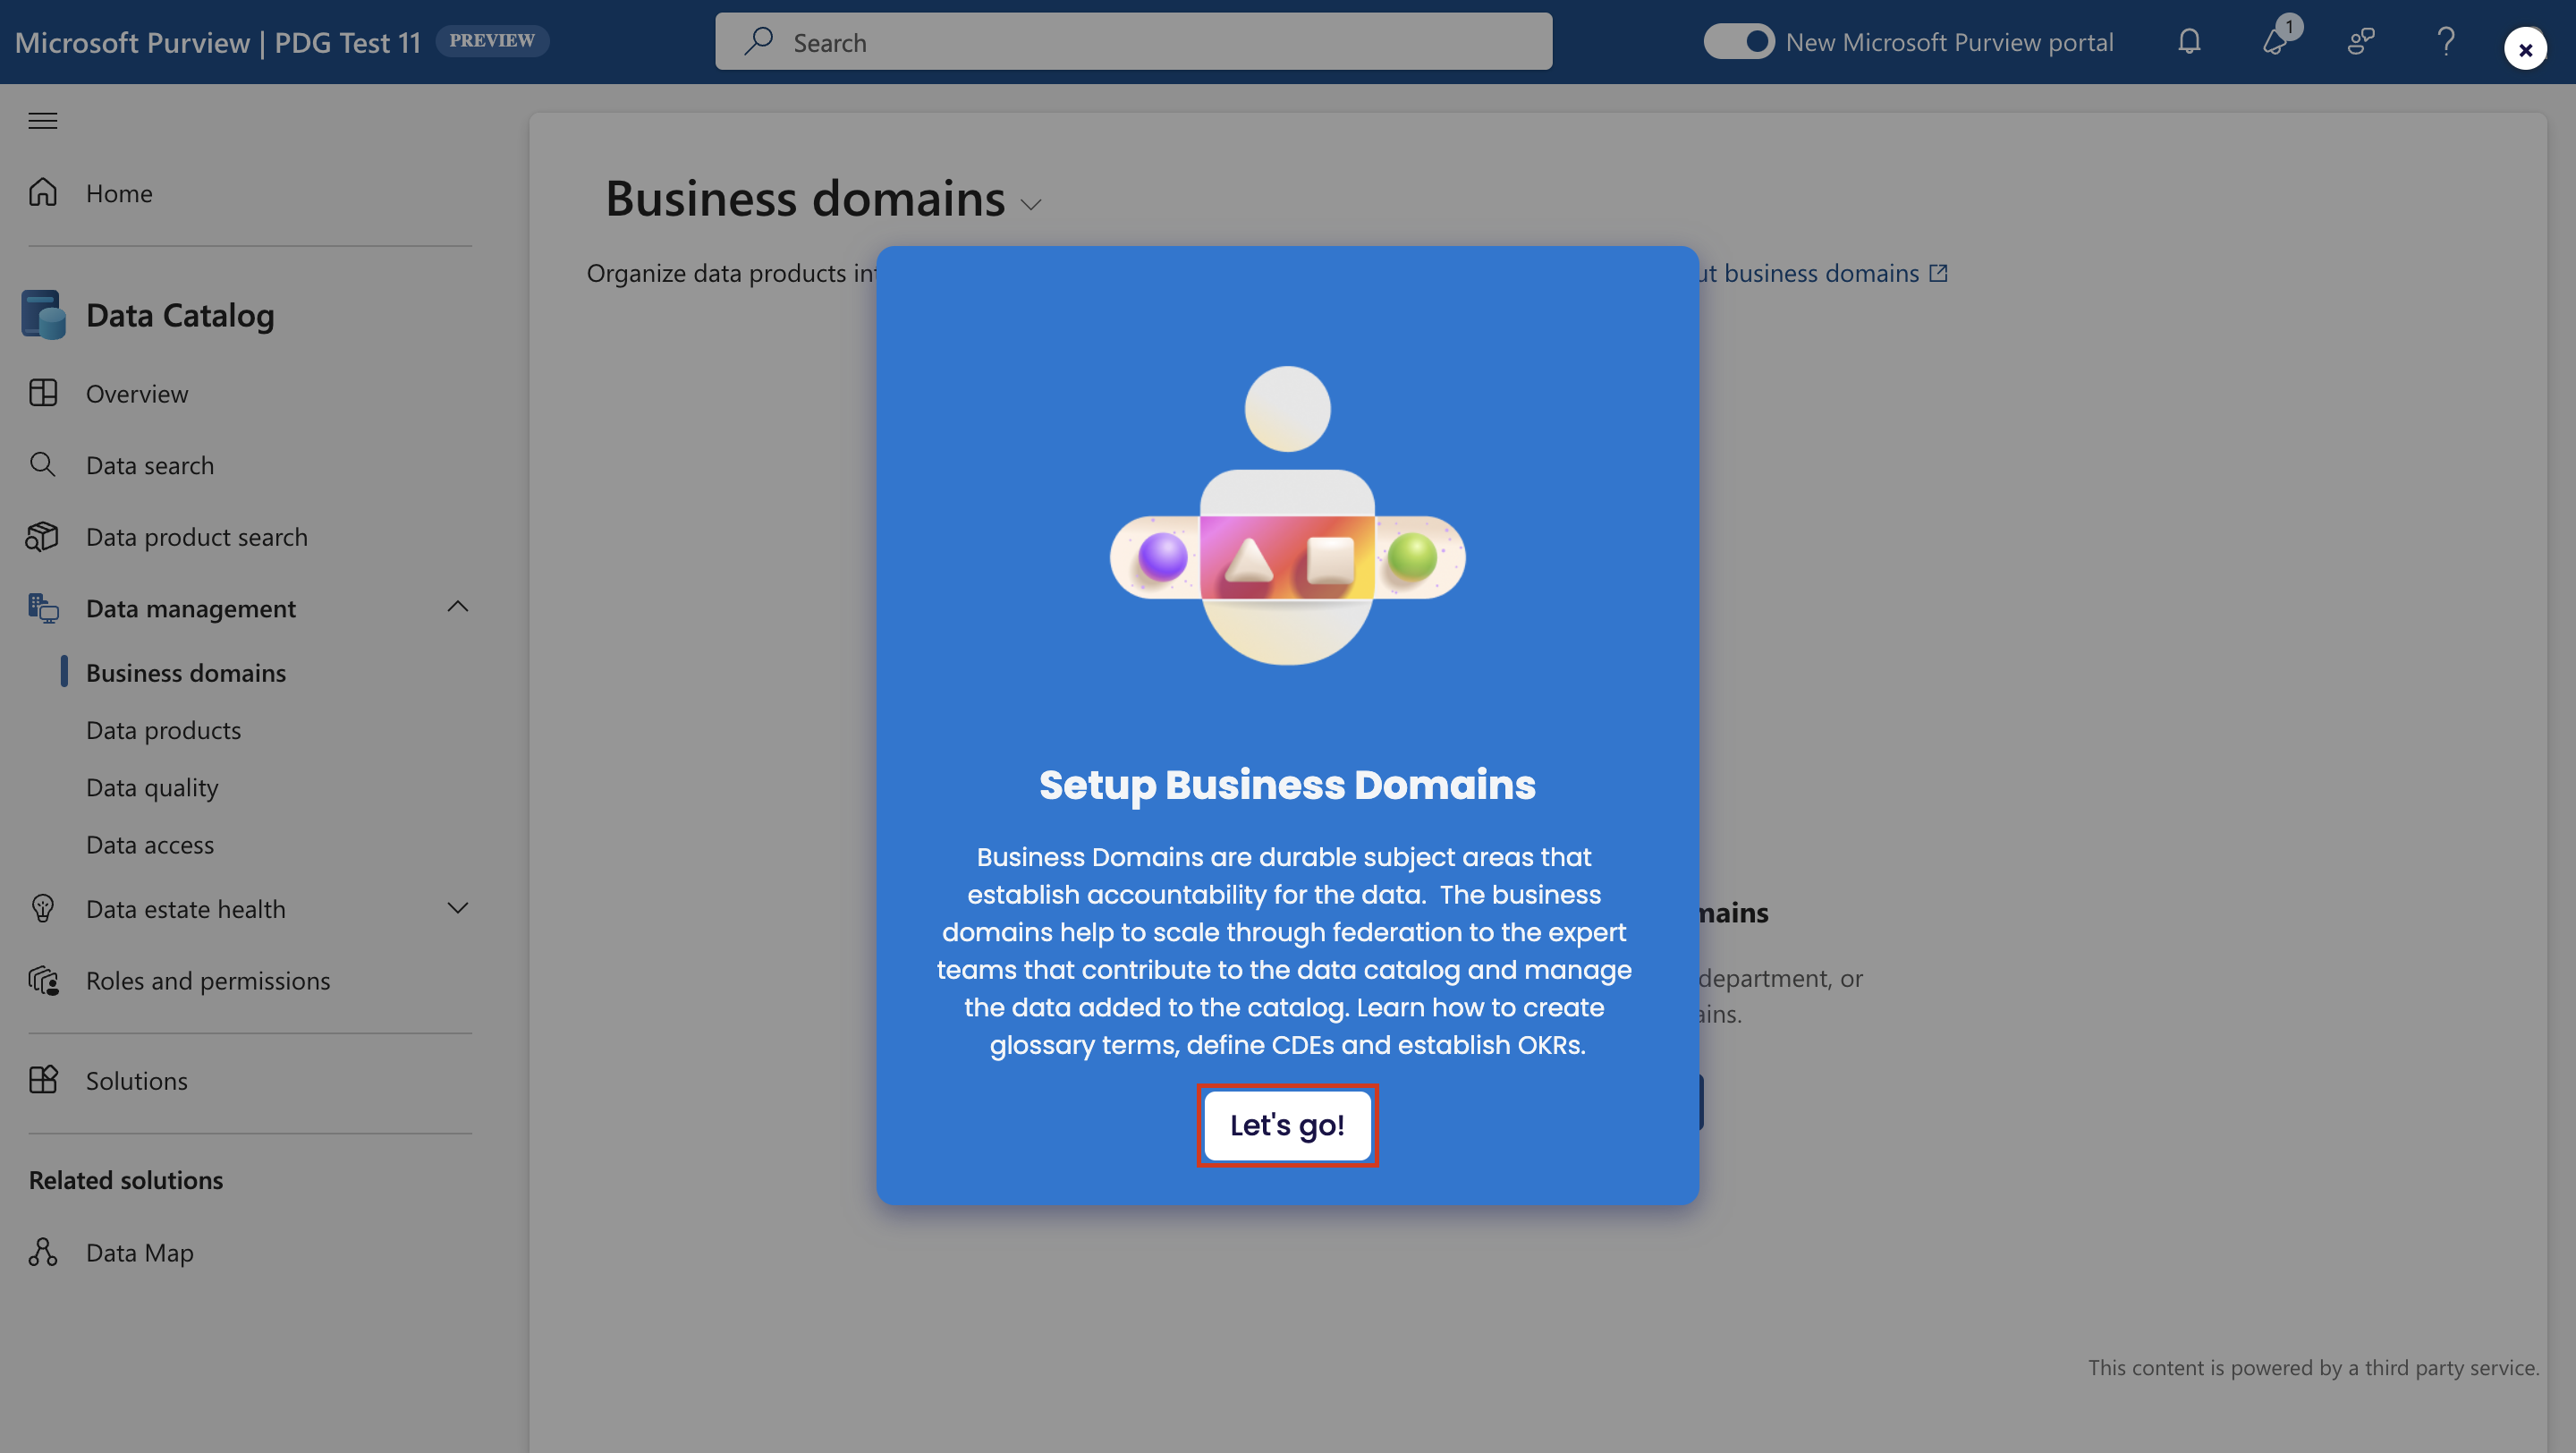 Microsoft Purview | PDG Test 11 PREVIEW
Search
New Microsoft Purview portal
1
Home
Data Catalog
Overview
Data search
Data product search
Data management
Business domains
Data products
Data quality
Data access
Data estate health
Roles and permissions
Solutions
Related solutions
Data Map
Business domains
Organize data products in
ut business domains
Setup Business Domains
Business Domains are durable subject areas that
establish accountability for the data. The business
domains help to scale through federation to the expert
teams that contribute to the data catalog and manage
the data added to the catalog. Learn how to create
glossary terms, define CDEs and establish OKRs.
Let's go!
mains
department, or
ains.
This content is powered by a third party service.